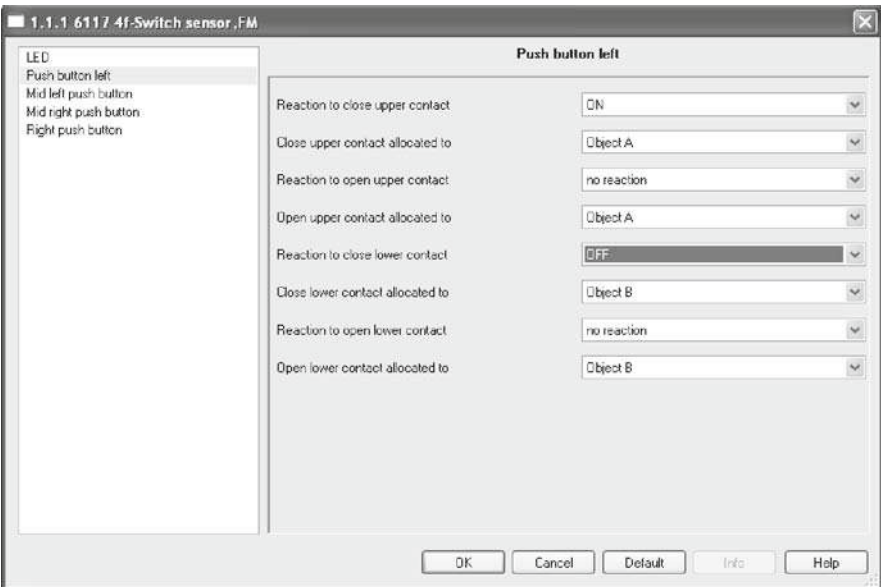 1.1.1 6117 4f-Switch sensor,FM
LED
Push button left
Mid left push button
Mid right push button
Right push button
Push button left
Reaction to close upper contact ON
Close upper contact allocated to Object A
Reaction to open upper contact no reaction
Open upper contact allocated to Object A
Reaction to close lower contact OFF
Close lower contact allocated to Object B
Reaction to open lower contact no reaction
Open lower contact allocated to Object B
OK Cancel Default Info Help